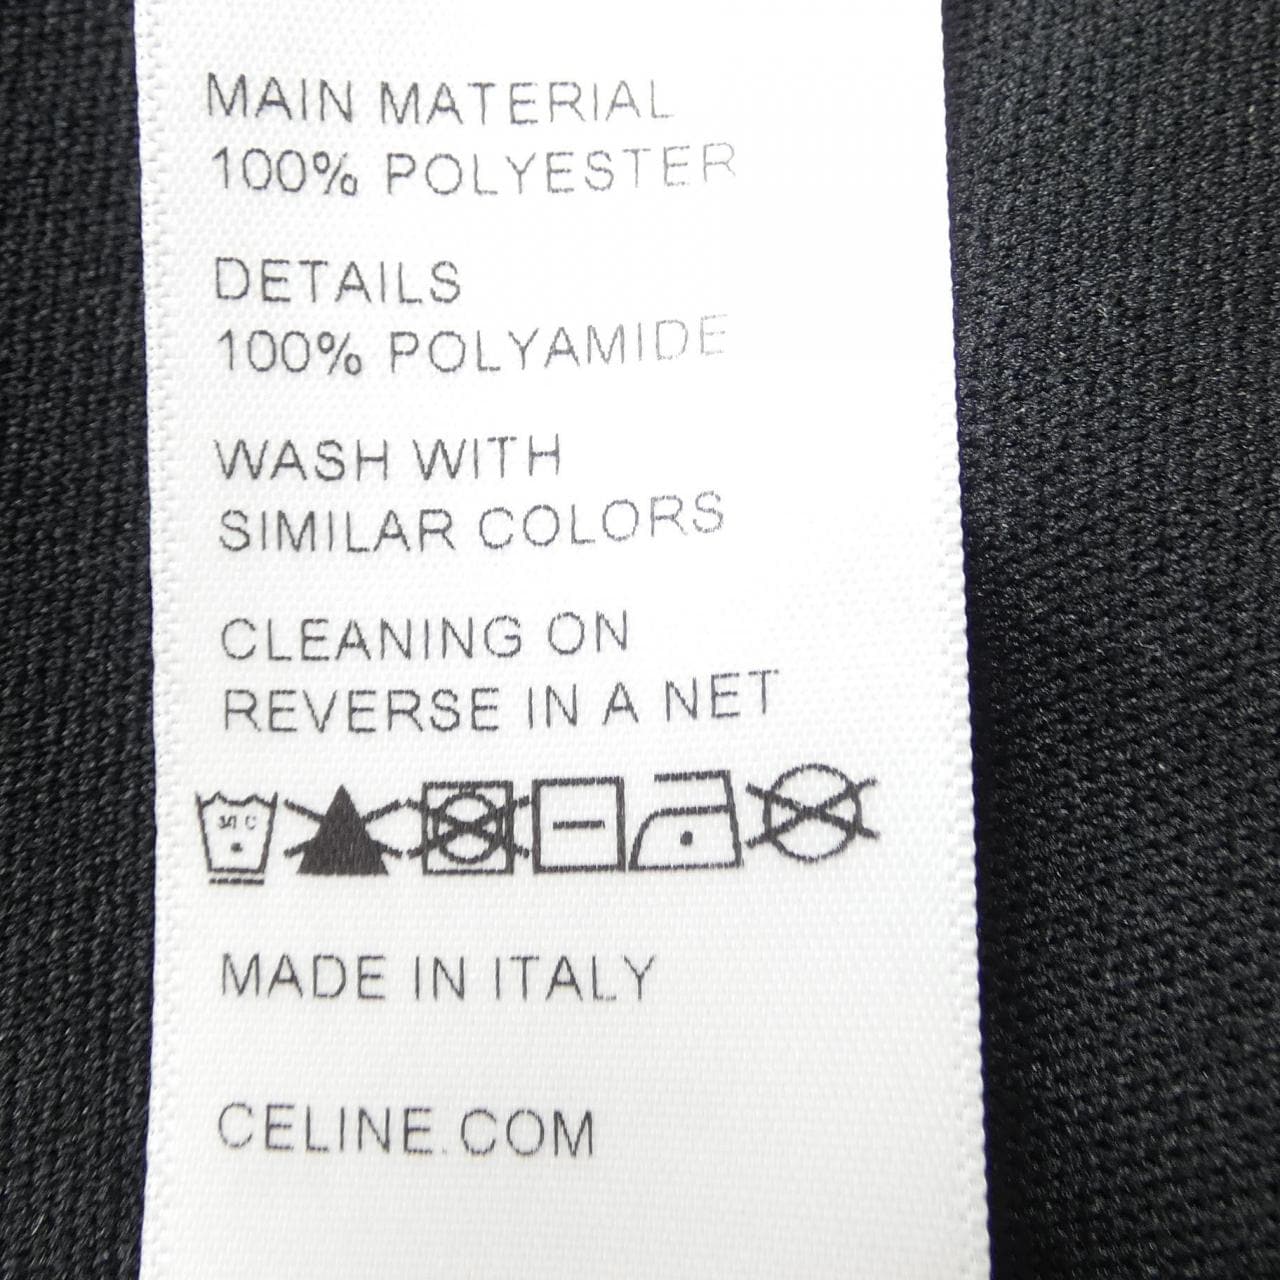 MAIN MATERIAL
100% POLYESTER
DETAILS
100% POLYAMIDE
WASH WITH
SIMILAR COLORS
CLEANING ON
REVERSE IN A NET
MADE IN ITALY
CELINE.COM